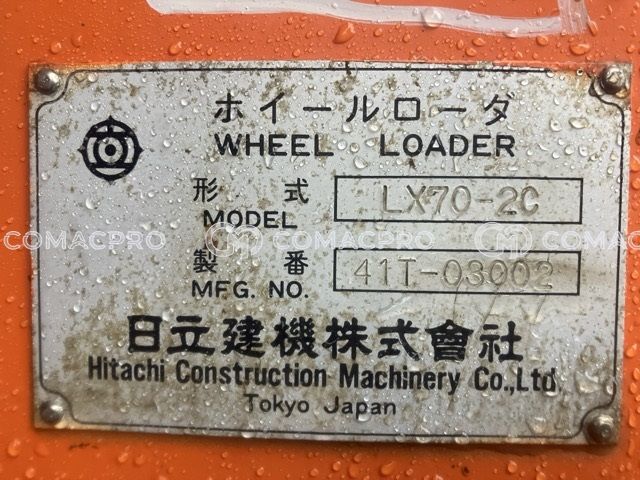 ホイールローダ
WHEEL LOADER
形式 LX70-2C
MODEL
製番 41T-03002
MFG. NO.
日立建機株式會社
Hitachi Construction Machinery Co.,Ltd.
Tokyo Japan
COMACPRO COMACPRO COMACPRO